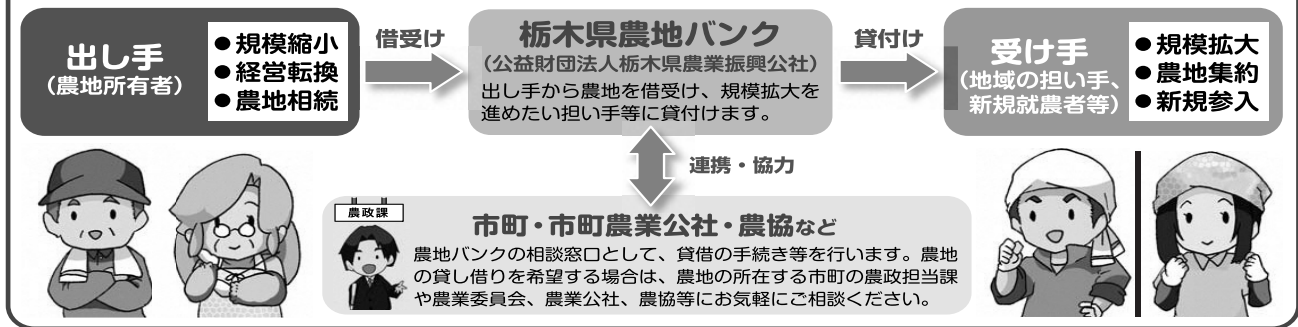 出し手
(農地所有者)
●規模縮小
●経営転換
●農地相続
借受け
栃木県農地バンク
(公益財団法人栃木県農業振興公社)
出し手から農地を借受け、規模拡大を
進めたい担い手等に貸付けます。
貸付け
受け手
(地域の担い手、
新規就農者等)
●規模拡大
●農地集約
●新規参入
連携・協力
農政課
市町・市町農業公社・農協など
農地バンクの相談窓口として、貸借の手続き等を行います。農地
の貸し借りを希望する場合は、農地の所在する市町の農政担当課
や農業委員会、農業公社、農協等にお気軽にご相談ください。